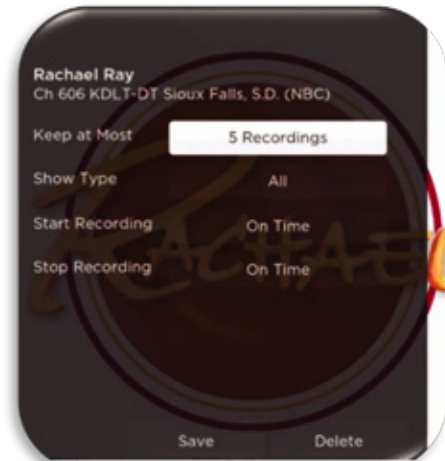 Rachael Ray
Ch 606 KDLT-DT Sioux Falls, S.D. (NBC)
Keep at Most 5 Recordings
Show Type All
Start Recording On Time
Stop Recording On Time
RACHAE
Save Delete